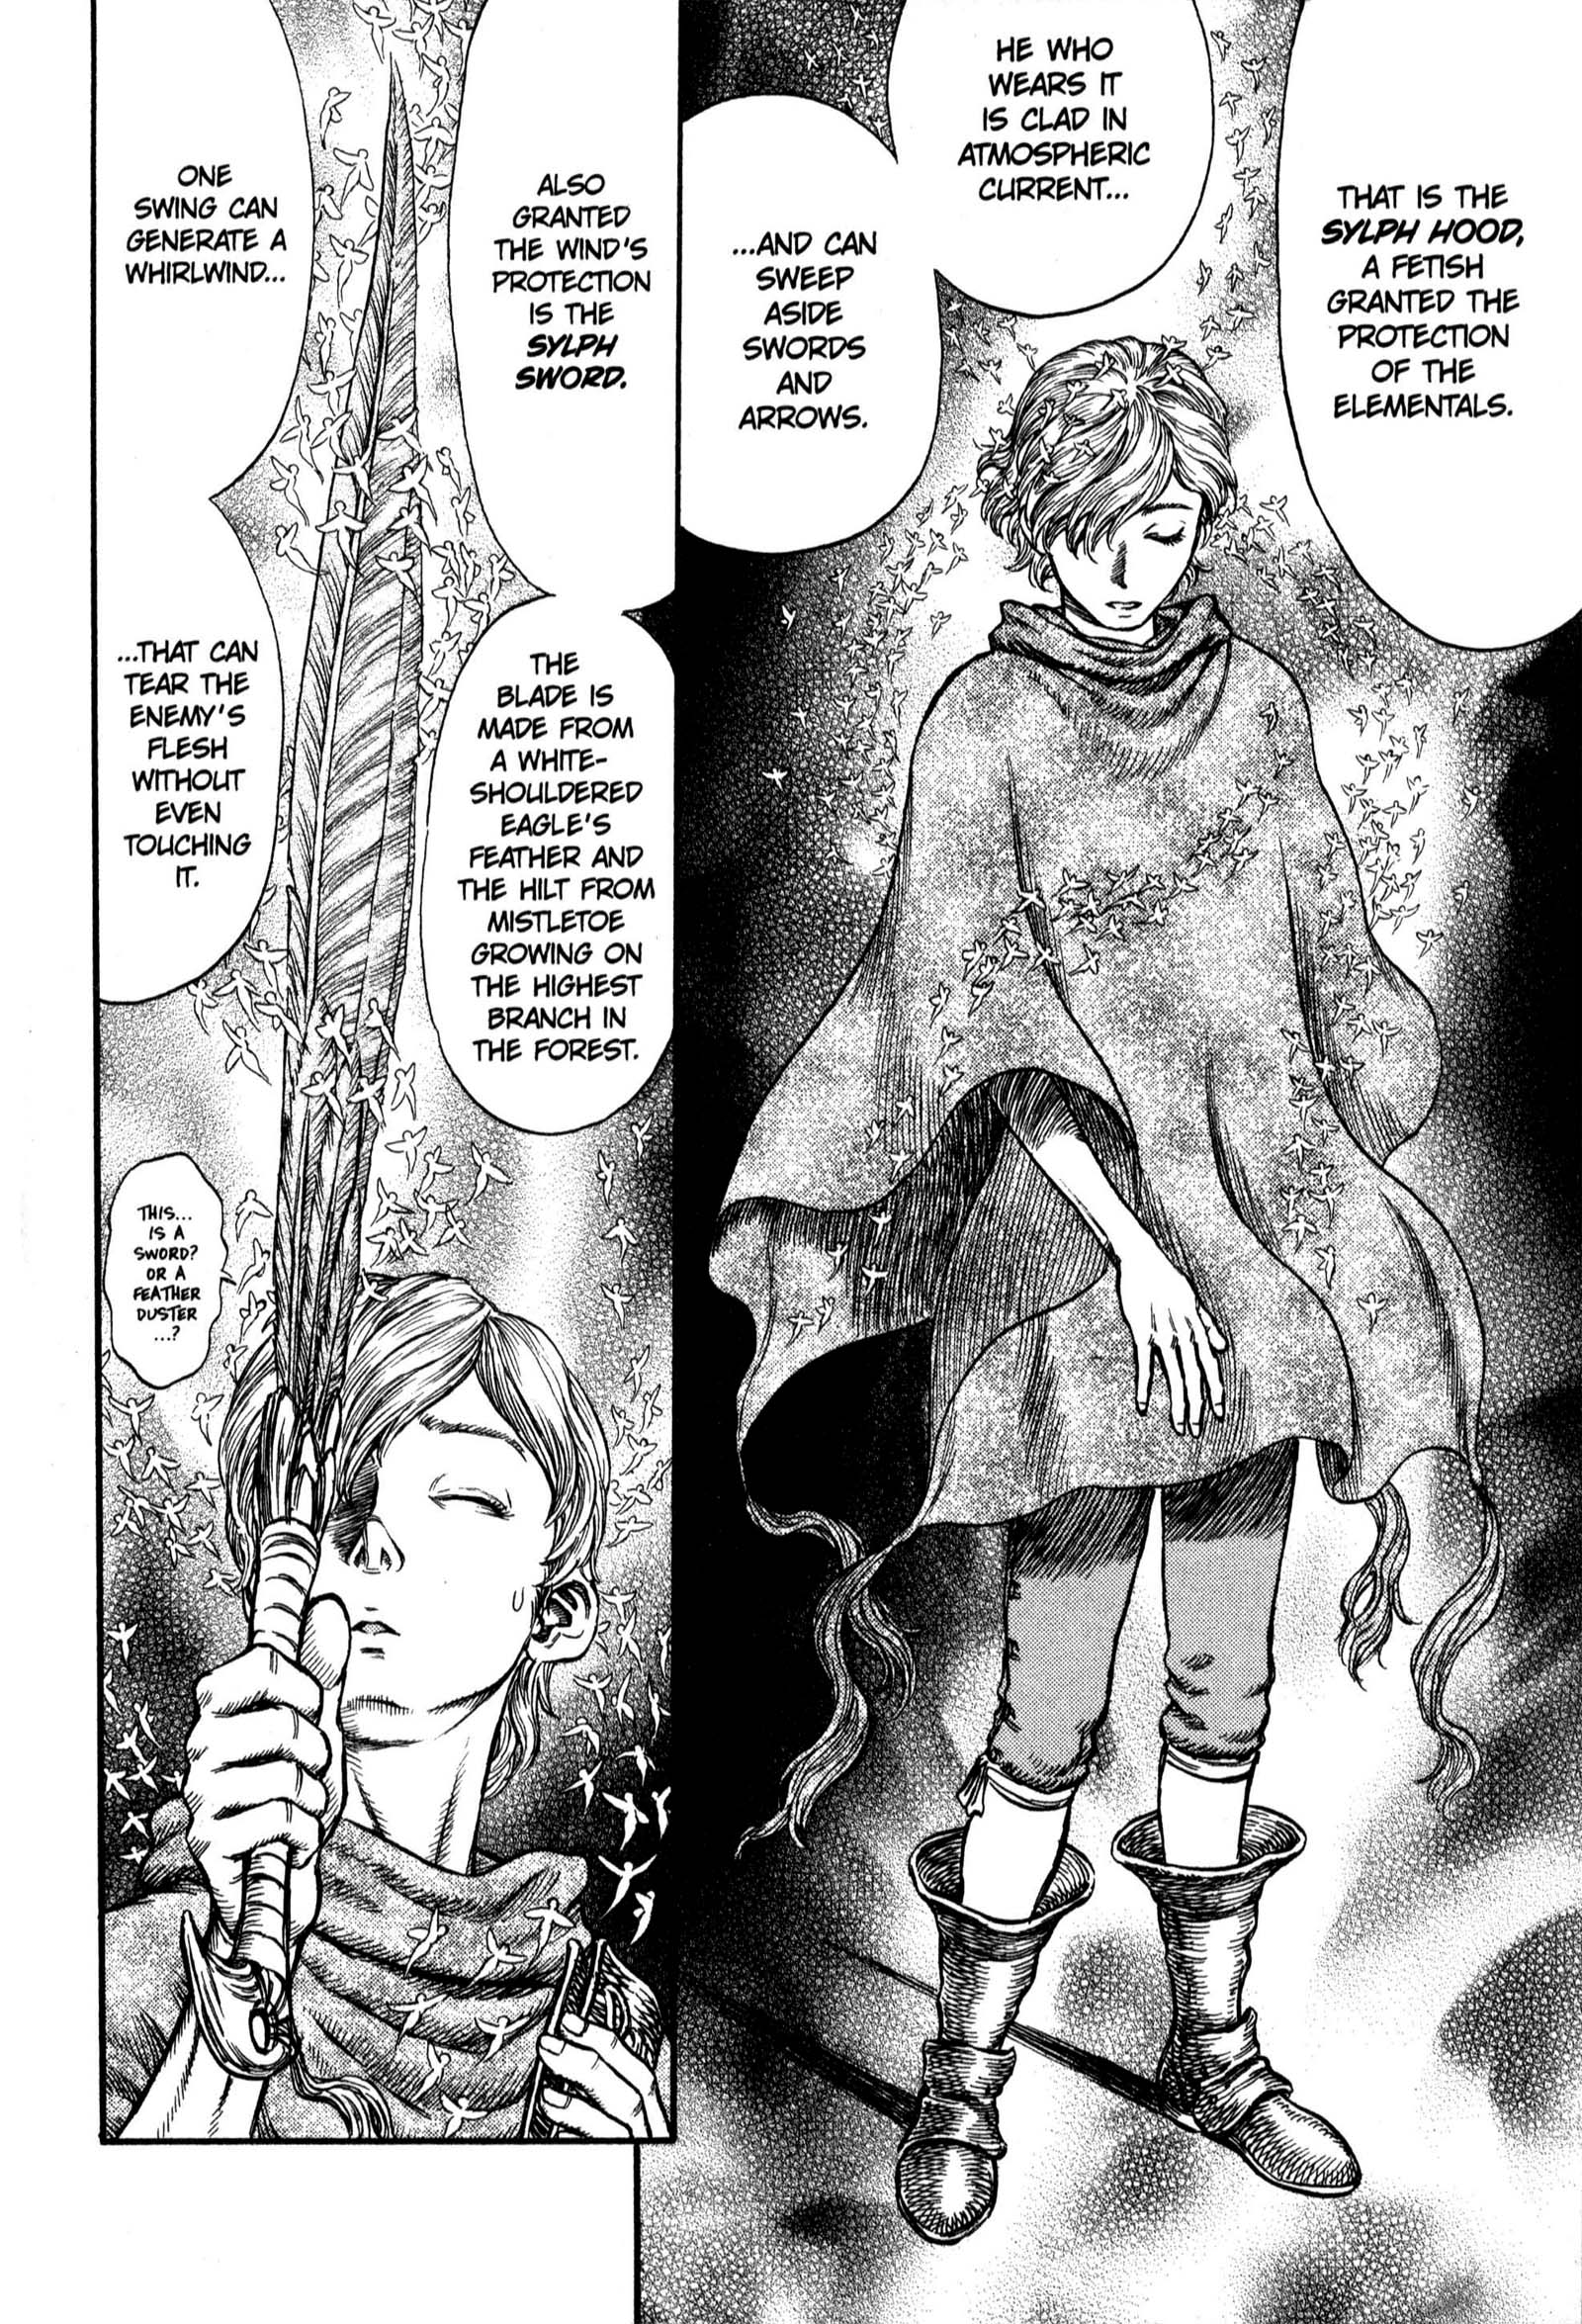 THAT IS THE
SYLPH HOOD,
A FETISH
GRANTED THE
PROTECTION
OF THE
ELEMENTALS.
HE WHO
WEARS IT
IS CLAD IN
ATMOSPHERIC
CURRENT...
...AND CAN
SWEEP
ASIDE
SWORDS
AND
ARROWS.
ALSO
GRANTED
THE WIND'S
PROTECTION
IS THE
SYLPH
SWORD.
THE
BLADE IS
MADE FROM
A WHITE-
SHOULDERED
EAGLE'S
FEATHER AND
THE HILT FROM
MISTLETOE
GROWING ON
THE HIGHEST
BRANCH IN
THE FOREST.
ONE
SWING CAN
GENERATE A
WHIRLWIND...
...THAT CAN
TEAR THE
ENEMY'S
FLESH
WITHOUT
EVEN
TOUCHING
IT.
THIS...
IS A
SWORD?
OR A
FEATHER
DUSTER
...?